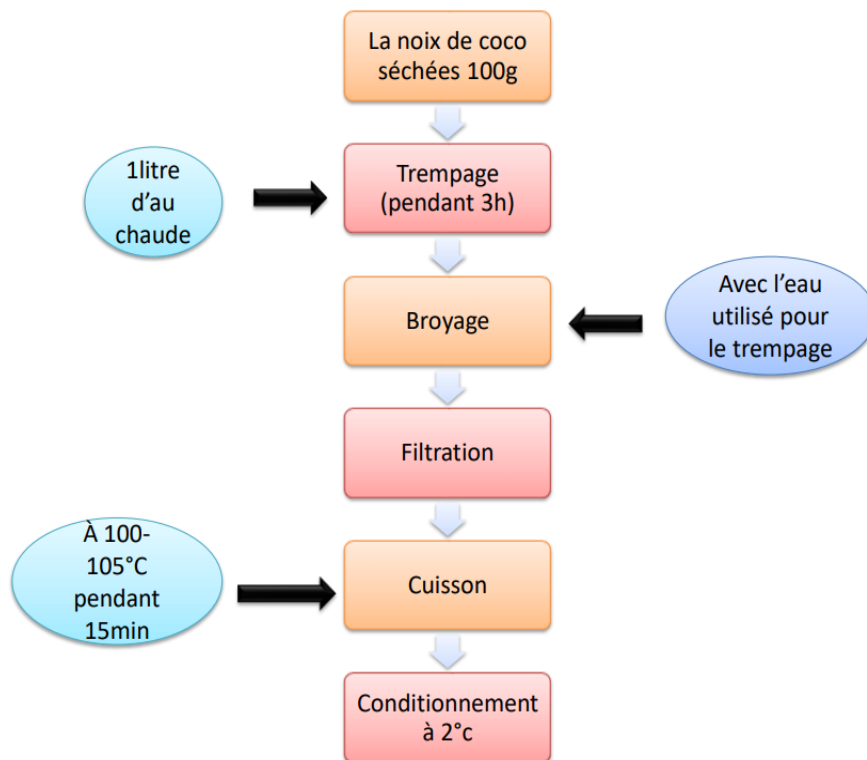 La noix de coco
séchées 100g
1litre
d'au
chaude
Trempage
(pendant 3h)
Broyage
Avec l'eau
utilisé pour
le trempage
Filtration
À 100-
105°C
pendant
15min
Cuisson
Conditionnement
à 2°c